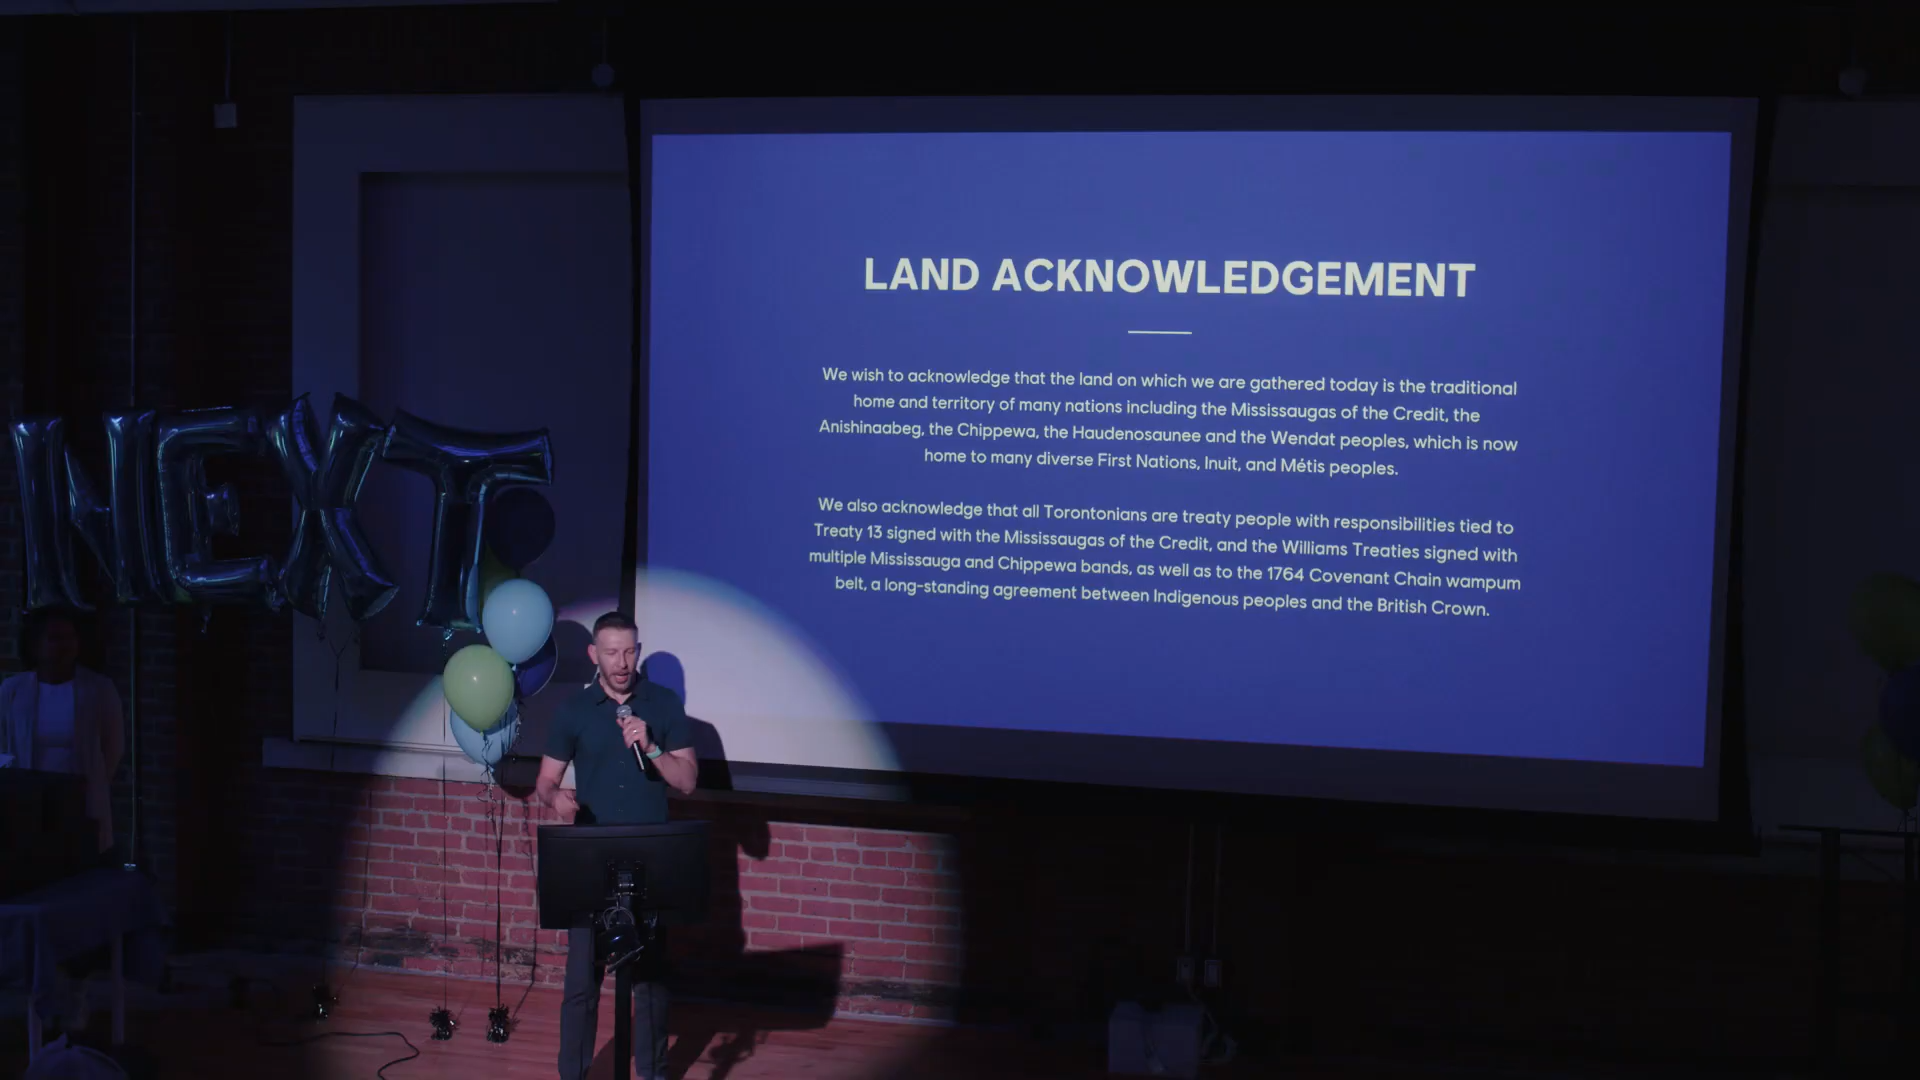 NEXT
LAND ACKNOWLEDGEMENT
We wish to acknowledge that the land on which we are gathered today is the traditional
home and territory of many nations including the Mississaugas of the Credit, the
Anishinaabeg, the Chippewa, the Haudenosaunee and the Wendat peoples, which is now
home to many diverse First Nations, Inuit, and Métis peoples.
We also acknowledge that all Torontonians are treaty people with responsibilities tied to
Treaty 13 signed with the Mississaugas of the Credit, and the Williams Treaties signed with
multiple Mississauga and Chippewa bands, as well as to the 1764 Covenant Chain wampum
belt, a long-standing agreement between Indigenous peoples and the British Crown.